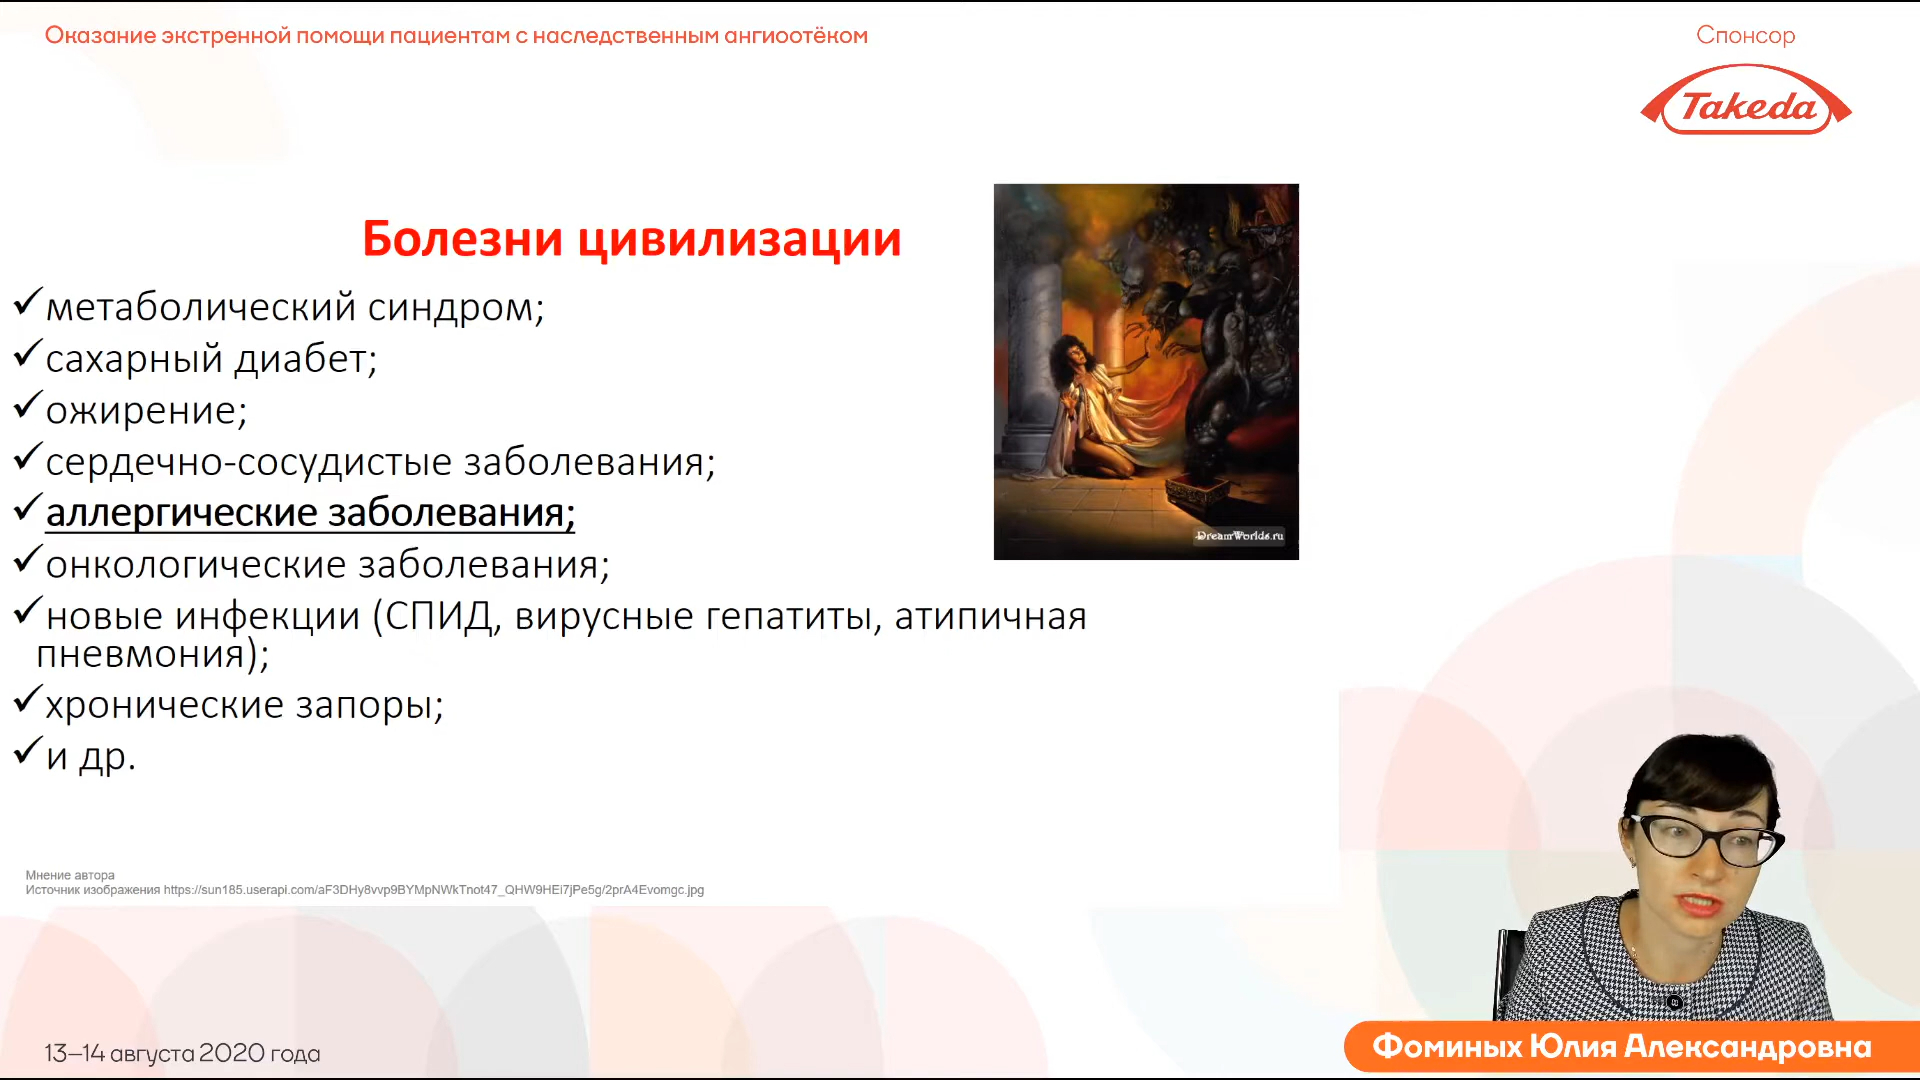 Оказание экстренной помощи пациентам с наследственным ангиоотёком
Спонсор
Takeda
Болезни цивилизации
✓метаболический синдром;
✓сахарный диабет;
✓ожирение;
✓сердечно-сосудистые заболевания;
✓аллергические заболевания;
✓онкологические заболевания;
✓новые инфекции (СПИД, вирусные гепатиты, атипичная
пневмония);
✓хронические запоры;
✓и др.
DreamWorlds.ru
Мнение автора
Источник изображения https://sun185.userapi.com/aF3DHy8vvp9BYMpNWkTnot47_QHW9HEi7jPe5g/2prA4Evomgc.jpg
13–14 августа 2020 года
Фоминых Юлия Александровна